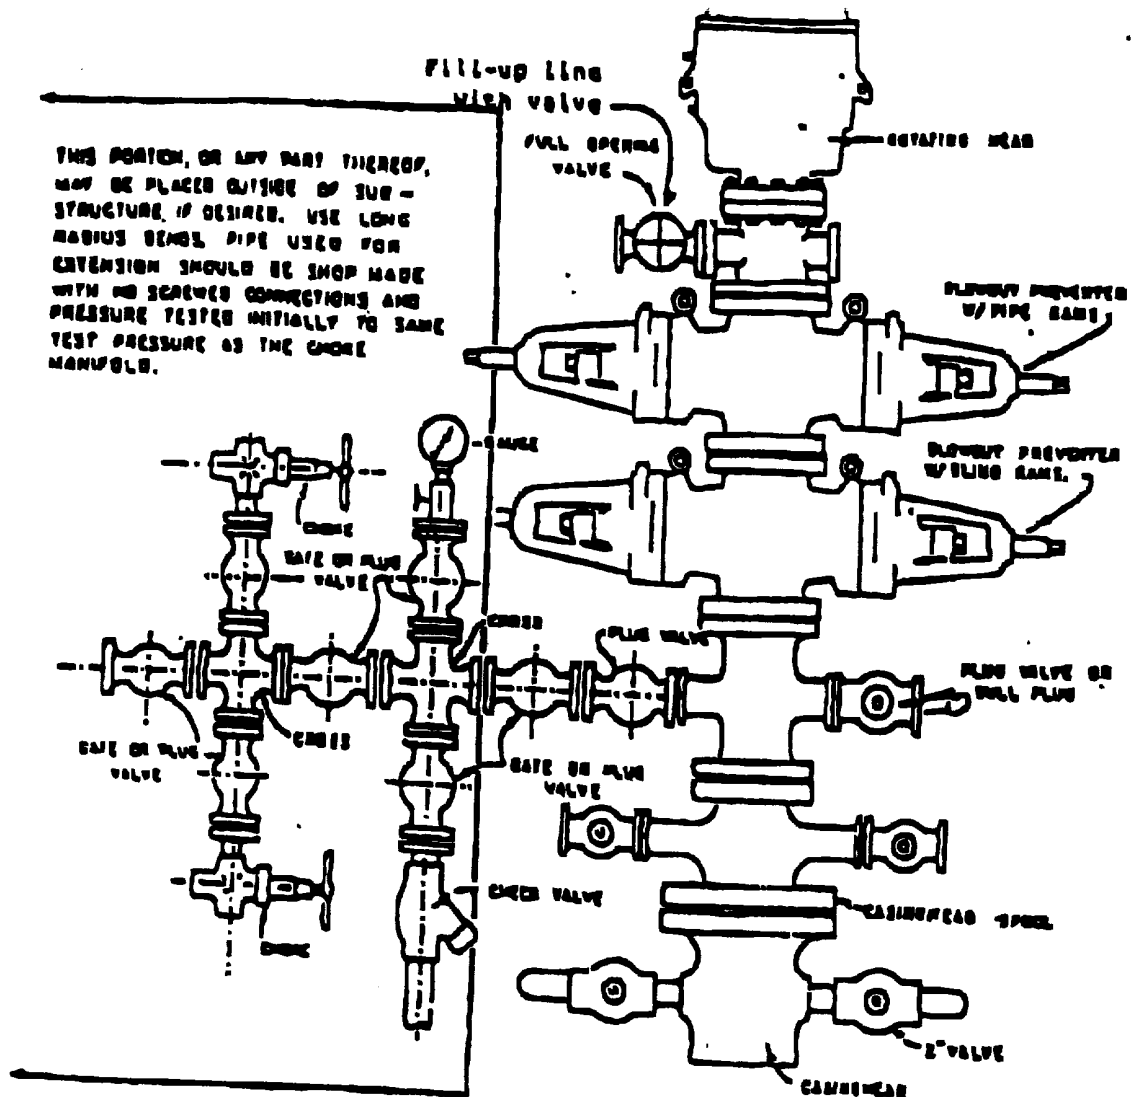 Fill-up line
with valve
FULL OPENING
VALVE
ROTATING HEAD
THIS PORTION, OR ANY PART THEREOF,
MAY BE PLACED OUTSIDE OF SUB-
STRUCTURE, IF DESIRED. USE LONG
RADIUS BENDS. PIPE USED FOR
EXTENSION SHOULD BE SHOP MADE
WITH NO SCREWED CONNECTIONS AND
PRESSURE TESTED INITIALLY TO SAME
TEST PRESSURE AS THE CHOKE
MANIFOLD.
BLOWOUT PREVENTER
W/ PIPE RAMS
GAUGE
BLOWOUT PREVENTER
W/ BLIND RAMS.
CHOKE
GATE OR PLUG
VALVE
CROSS
PLUG VALVE
PLUG VALVE OR
BULL PLUG
CROSS
GATE OR PLUG
VALVE
GATE OR PLUG
VALVE
CHECK VALVE
CASINGHEAD SPOOL
CHOKE
2" VALVE
CASINGHEAD